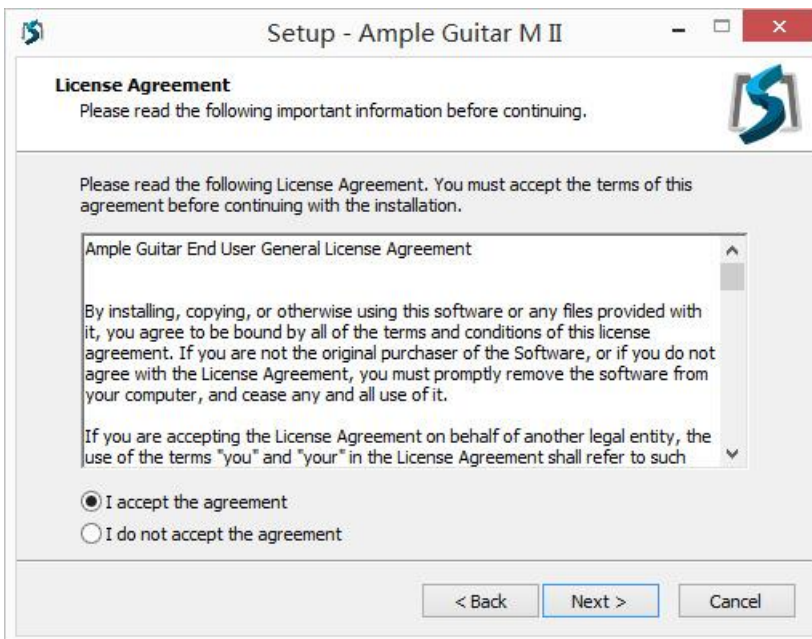 Setup - Ample Guitar M II
License Agreement
Please read the following important information before continuing.
Please read the following License Agreement. You must accept the terms of this
agreement before continuing with the installation.
Ample Guitar End User General License Agreement
By installing, copying, or otherwise using this software or any files provided with
it, you agree to be bound by all of the terms and conditions of this license
agreement. If you are not the original purchaser of the Software, or if you do not
agree with the License Agreement, you must promptly remove the software from
your computer, and cease any and all use of it.
If you are accepting the License Agreement on behalf of another legal entity, the
use of the terms "you" and "your" in the License Agreement shall refer to such
I accept the agreement
I do not accept the agreement
< Back Next > Cancel